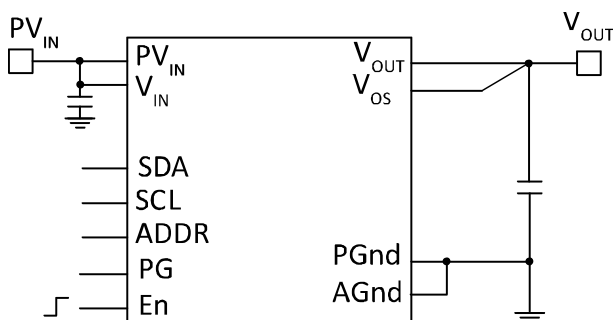 PV_IN
V_OUT
PV_IN
V_IN
SDA
SCL
ADDR
PG
En
V_OUT
V_OS
PGnd
AGnd